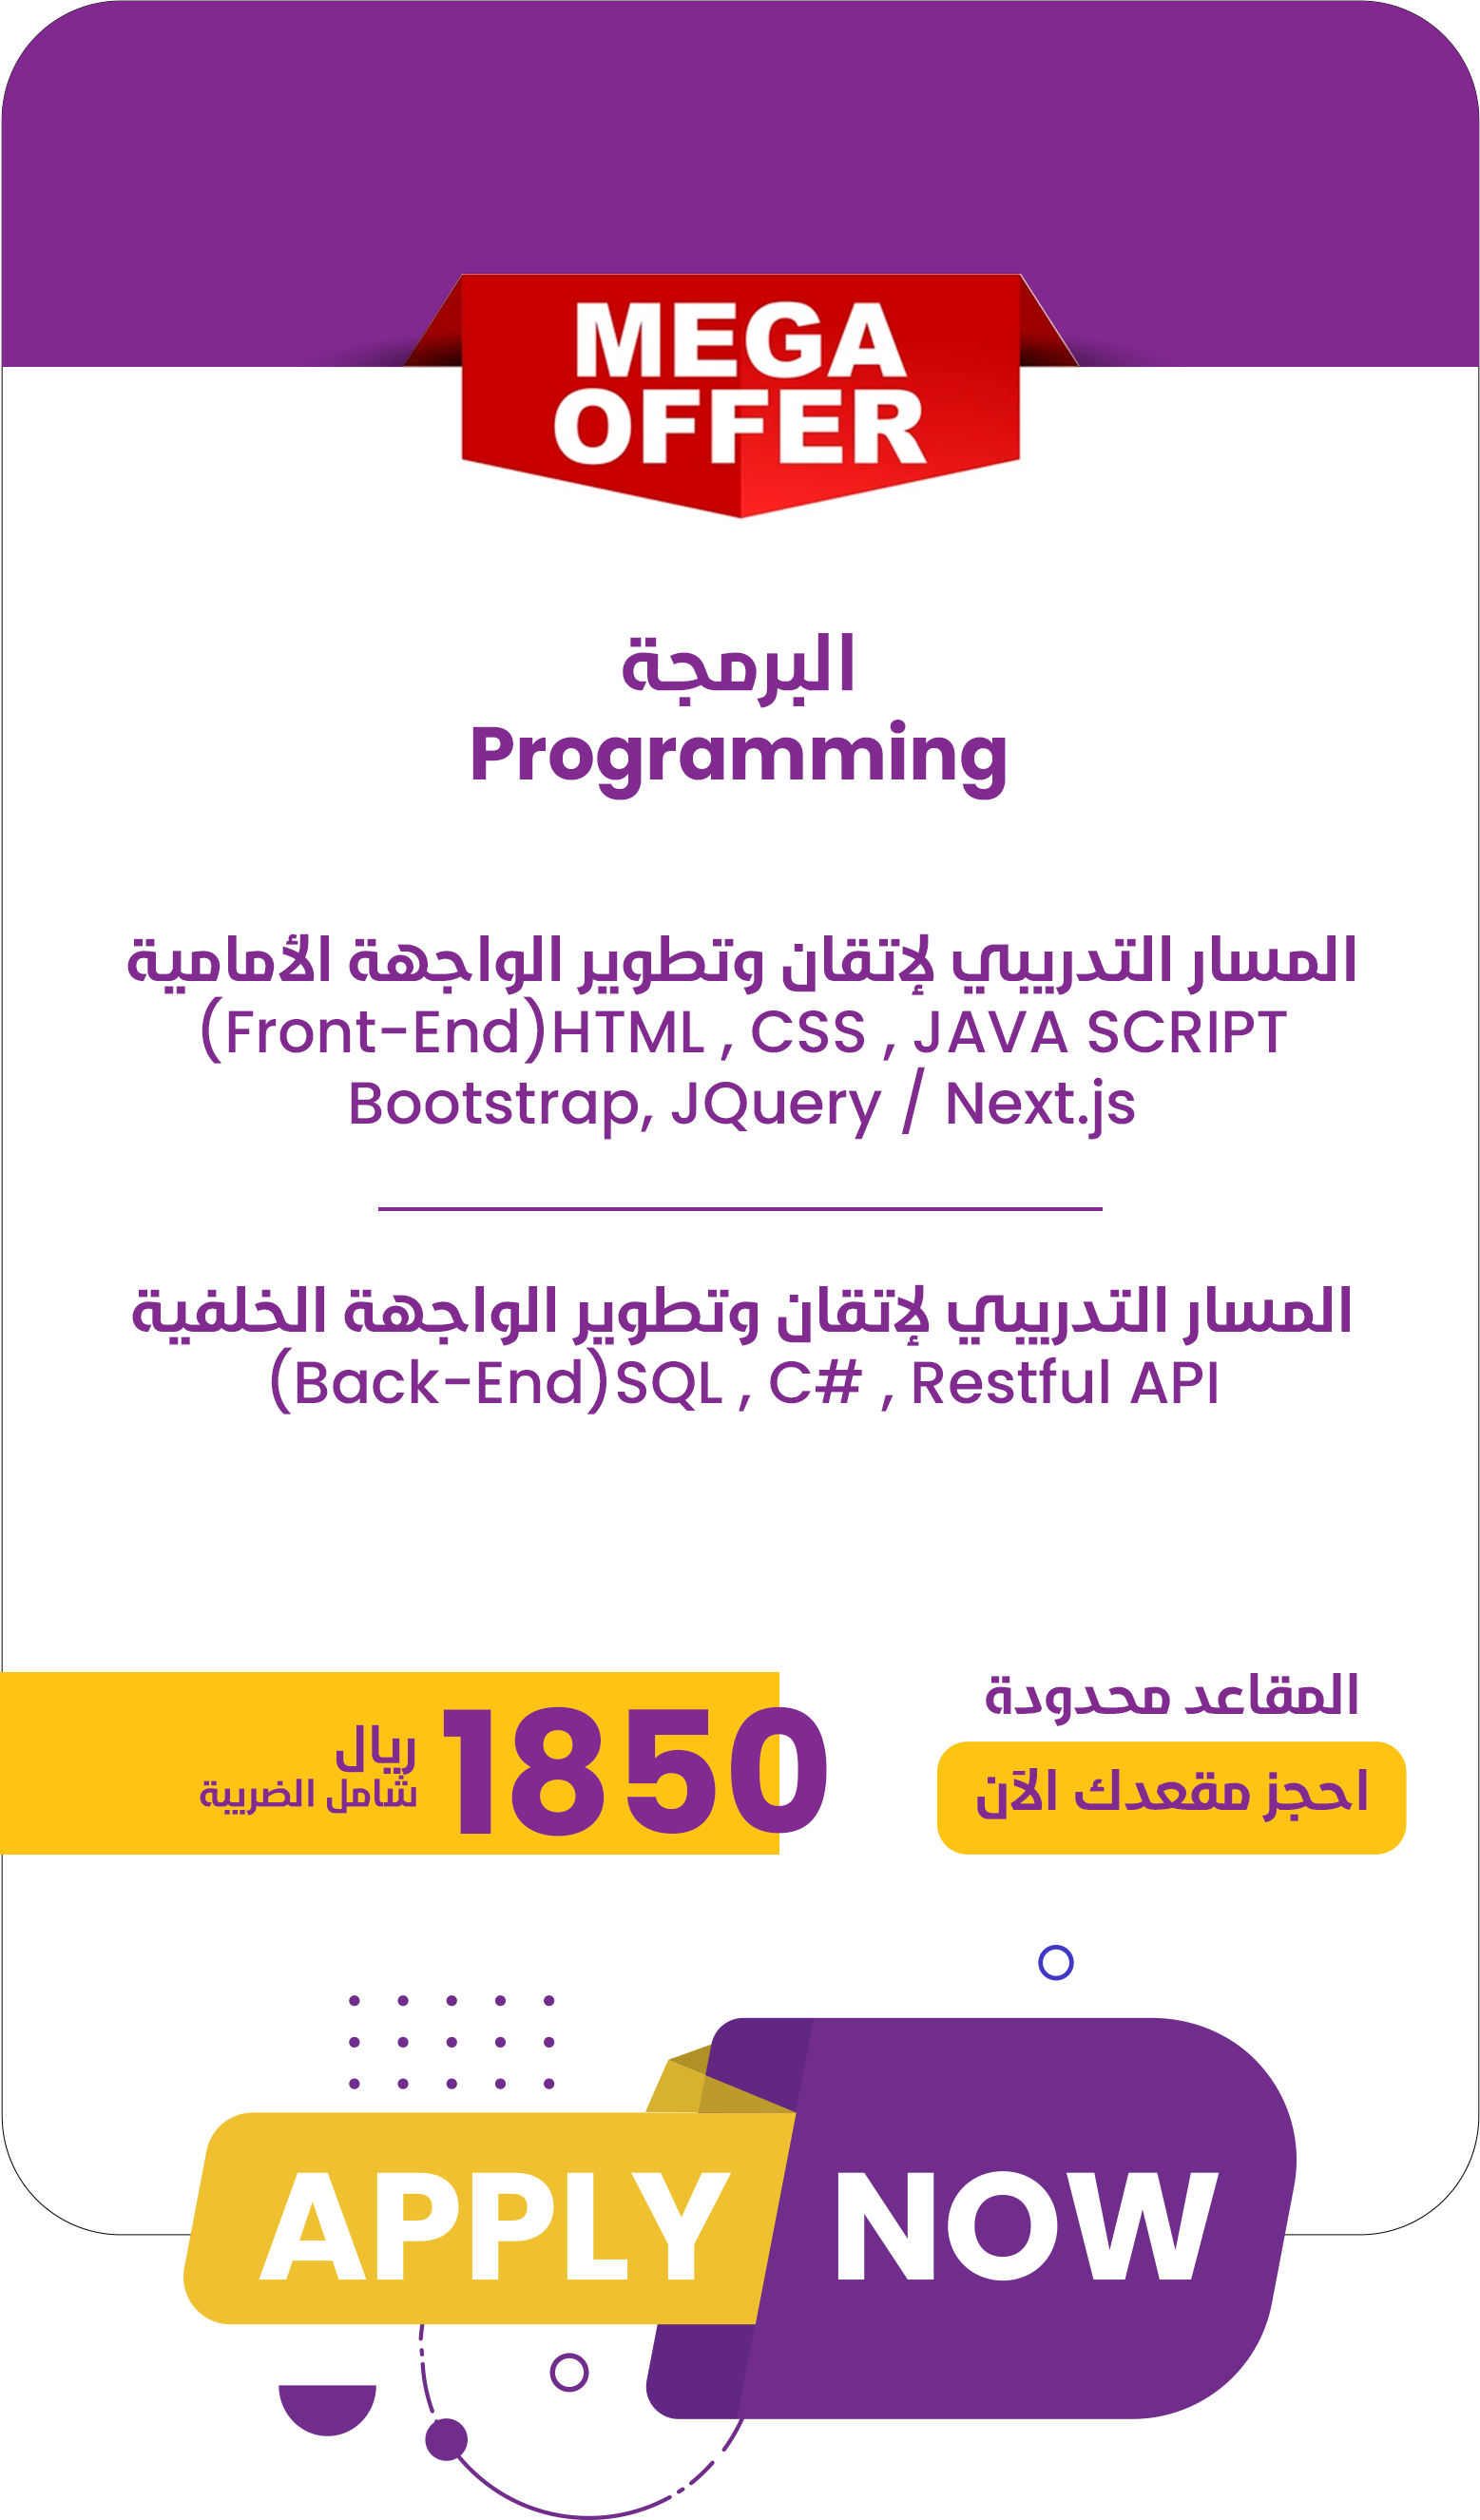 MEGA
OFFER
البرمجة
Programming
المسار التدريبي لإتقان وتطوير الواجهة الأمامية
(Front-End)HTML , CSS , JAVA SCRIPT
Bootstrap, JQuery / Next.js
المسار التدريبي لإتقان وتطوير الواجهة الخلفية
(Back-End)SQL , C# , Restful API
المقاعد محدودة
احجز مقعدك الآن
1850
ريال
شامل الضريبة
APPLY NOW